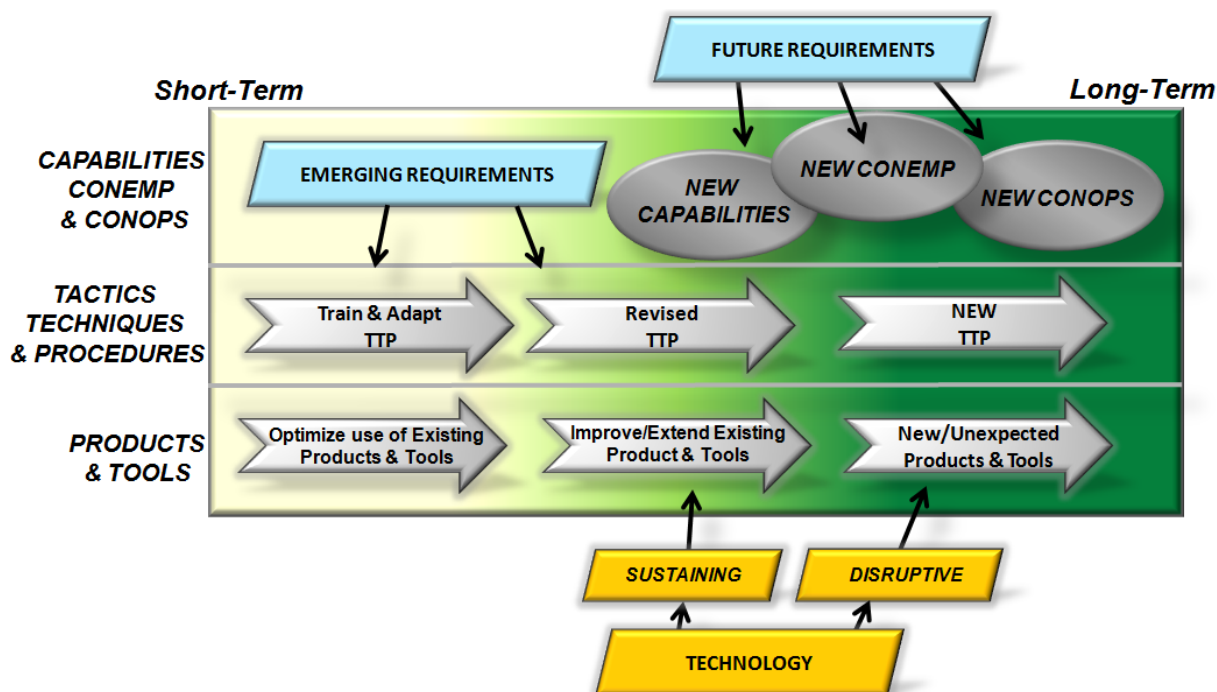 FUTURE REQUIREMENTS
Short-Term
Long-Term
CAPABILITIES
CONEMP
& CONOPS
EMERGING REQUIREMENTS
NEW
CAPABILITIES
NEW CONEMP
NEW CONOPS
TACTICS
TECHNIQUES
& PROCEDURES
Train & Adapt
TTP
Revised
TTP
NEW
TTP
PRODUCTS
& TOOLS
Optimize use of Existing
Products & Tools
Improve/Extend Existing
Product & Tools
New/Unexpected
Products & Tools
SUSTAINING
DISRUPTIVE
TECHNOLOGY